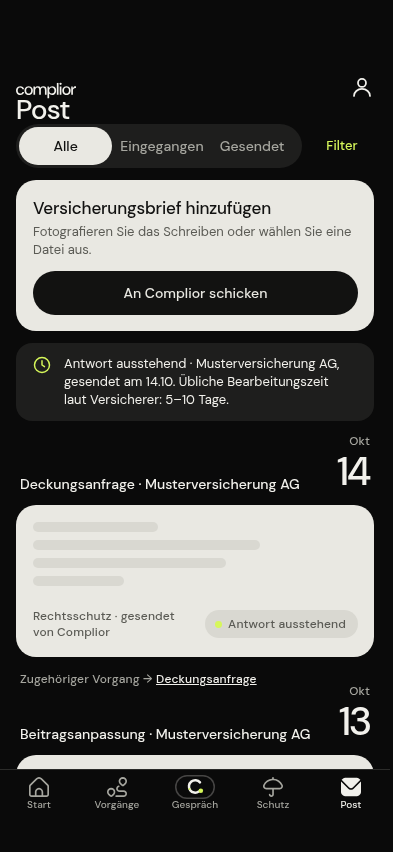 complior
Post
Alle Eingegangen Gesendet Filter
Versicherungsbrief hinzufügen
Fotografieren Sie das Schreiben oder wählen Sie eine
Datei aus.
An Complior schicken
Antwort ausstehend · Musterversicherung AG,
gesendet am 14.10. Übliche Bearbeitungszeit
laut Versicherer: 5–10 Tage.
Okt
14
Deckungsanfrage · Musterversicherung AG
Rechtsschutz · gesendet
von Complior
Antwort ausstehend
Zugehöriger Vorgang → Deckungsanfrage
Okt
13
Beitragsanpassung · Musterversicherung AG
Start Vorgänge Gespräch Schutz Post